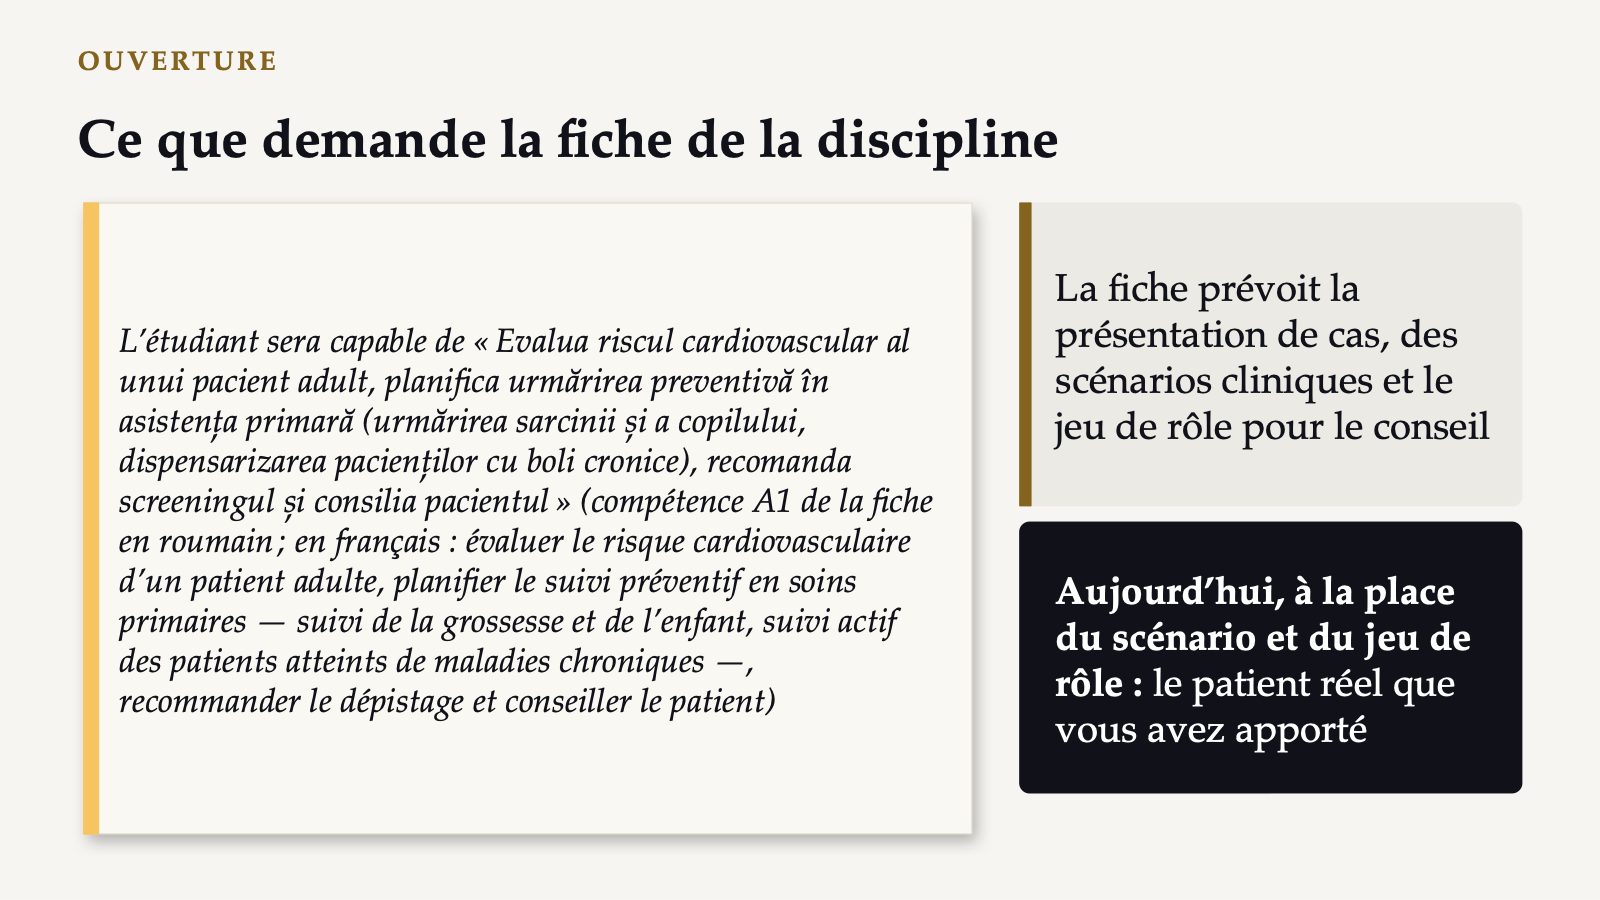 OUVERTURE
Ce que demande la fiche de la discipline
L’étudiant sera capable de « Evalua riscul cardiovascular al
unui pacient adult, planifica urmărirea preventivă în
asistența primară (urmărirea sarcinii și a copilului,
dispensarizarea pacienților cu boli cronice), recomanda
screeningul și consilia pacientul » (compétence A1 de la fiche
en roumain ; en français : évaluer le risque cardiovasculaire
d’un patient adulte, planifier le suivi préventif en soins
primaires — suivi de la grossesse et de l’enfant, suivi actif
des patients atteints de maladies chroniques —,
recommander le dépistage et conseiller le patient)
La fiche prévoit la
présentation de cas, des
scénarios cliniques et le
jeu de rôle pour le conseil
Aujourd’hui, à la place
du scénario et du jeu de
rôle : le patient réel que
vous avez apporté